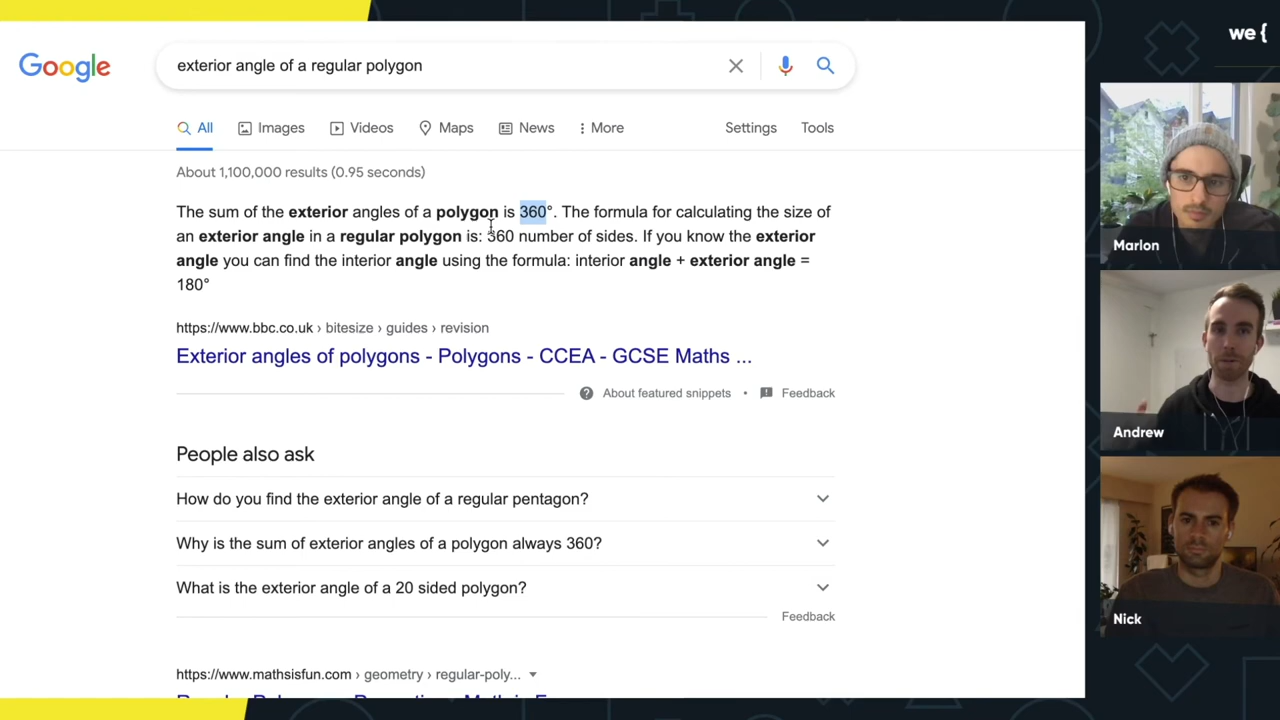 we {
Google
exterior angle of a regular polygon
All Images Videos Maps News More Settings Tools
About 1,100,000 results (0.95 seconds)
The sum of the exterior angles of a polygon is 360°. The formula for calculating the size of
an exterior angle in a regular polygon is: 360 number of sides. If you know the exterior
angle you can find the interior angle using the formula: interior angle + exterior angle =
180°
https://www.bbc.co.uk › bitesize › guides › revision
Exterior angles of polygons - Polygons - CCEA - GCSE Maths ...
About featured snippets • Feedback
People also ask
How do you find the exterior angle of a regular pentagon?
Why is the sum of exterior angles of a polygon always 360?
What is the exterior angle of a 20 sided polygon?
Feedback
https://www.mathsisfun.com › geometry › regular-poly...
Marlon
Andrew
Nick